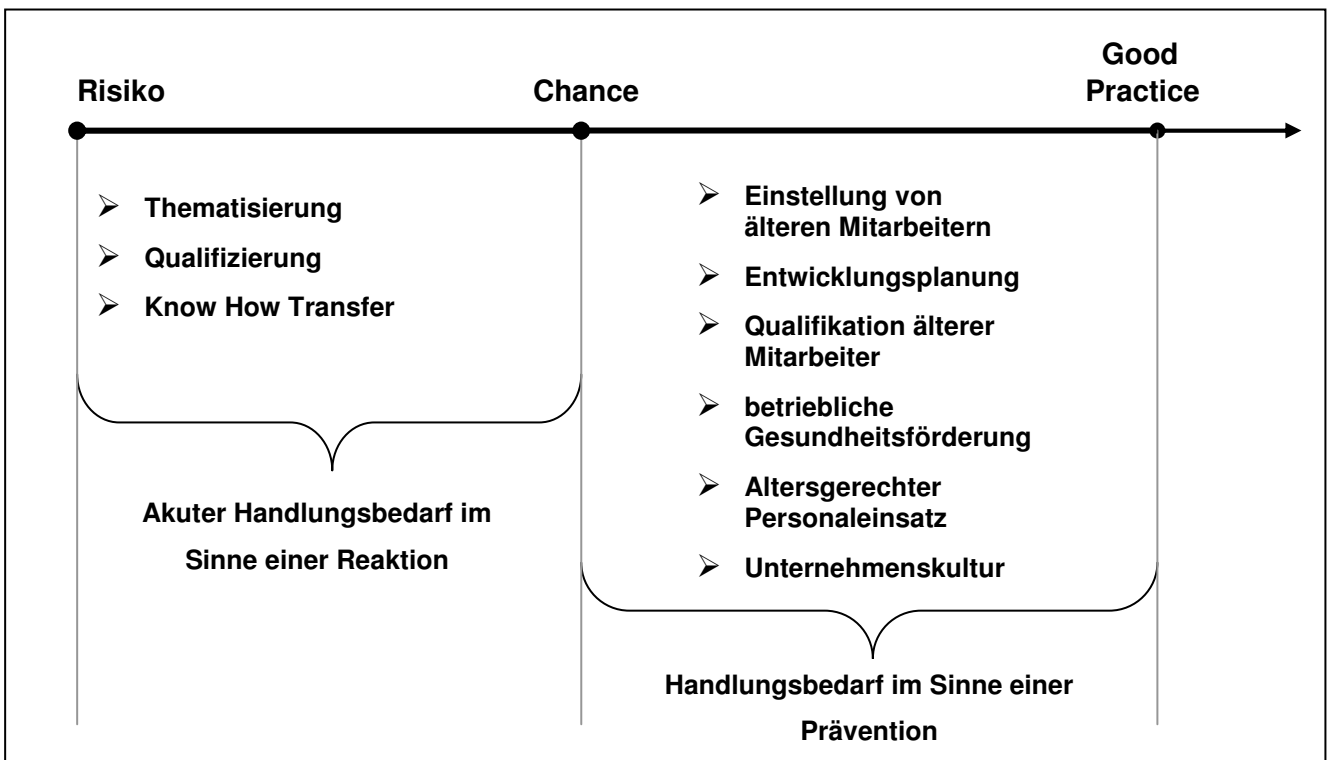 Risiko
Chance
Good
Practice
➢ Thematisierung
➢ Qualifizierung
➢ Know How Transfer
Akuter Handlungsbedarf im
Sinne einer Reaktion
➢ Einstellung von
älteren Mitarbeitern
➢ Entwicklungsplanung
➢ Qualifikation älterer
Mitarbeiter
➢ betriebliche
Gesundheitsförderung
➢ Altersgerechter
Personaleinsatz
➢ Unternehmenskultur
Handlungsbedarf im Sinne einer
Prävention